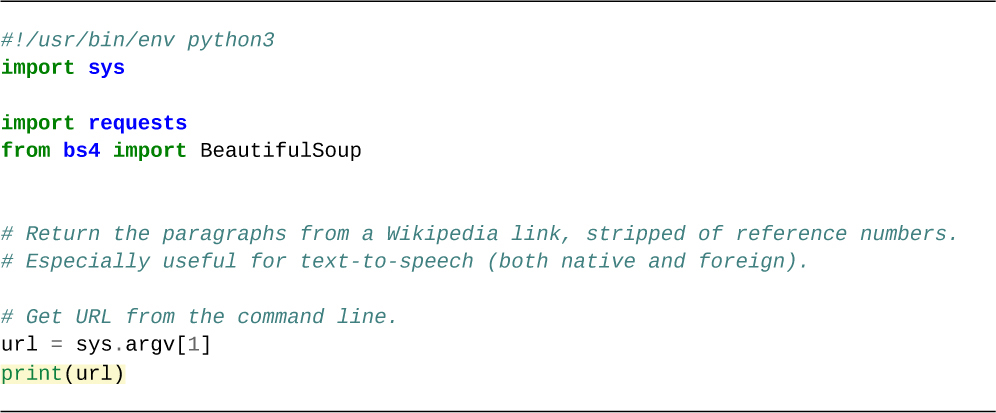 #!/usr/bin/env python3
import sys
import requests
from bs4 import BeautifulSoup
# Return the paragraphs from a Wikipedia link, stripped of reference numbers.
# Especially useful for text-to-speech (both native and foreign).
# Get URL from the command line.
url = sys.argv[1]
print(url)